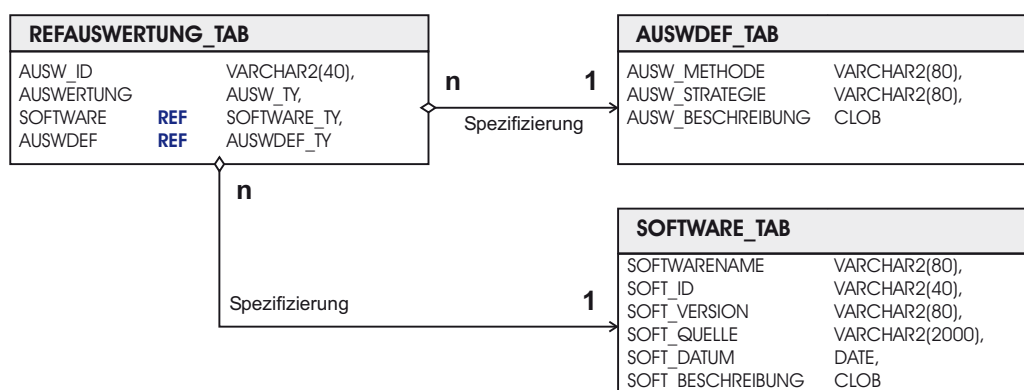 REFAUSWERTUNG_TAB
AUSW_ID VARCHAR2(40),
AUSWERTUNG AUSW_TY,
SOFTWARE REF SOFTWARE_TY,
AUSWDEF REF AUSWDEF_TY
n
1
Spezifizierung
AUSWDEF_TAB
AUSW_METHODE VARCHAR2(80),
AUSW_STRATEGIE VARCHAR2(80),
AUSW_BESCHREIBUNG CLOB
n
Spezifizierung
1
SOFTWARE_TAB
SOFTWARENAME VARCHAR2(80),
SOFT_ID VARCHAR2(40),
SOFT_VERSION VARCHAR2(80),
SOFT_QUELLE VARCHAR2(2000),
SOFT_DATUM DATE,
SOFT_BESCHREIBUNG CLOB